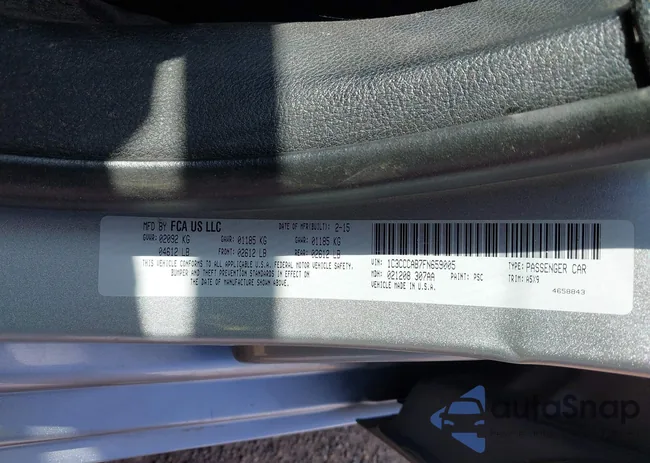 MFD BY FCA US LLC DATE OF MFR(BUILT): 2-15
GVWR: 02092 KG GAWR: 01185 KG GAWR: 01185 KG
04612 LB FRONT: 02612 LB REAR: 02612 LB
THIS VEHICLE CONFORMS TO ALL APPLICABLE U.S.A. FEDERAL MOTOR VEHICLE SAFETY,
BUMPER AND THEFT PREVENTION STANDARDS IN EFFECT ON THE
DATE OF MANUFACTURE SHOWN ABOVE.
VIN: 1C3CCCAB7FN659005 TYPE: PASSENGER CAR
MDH: 021208 307AA PAINT: PSC TRIM: A5X9
VEHICLE MADE IN U.S.A. 4658843
autoSnap